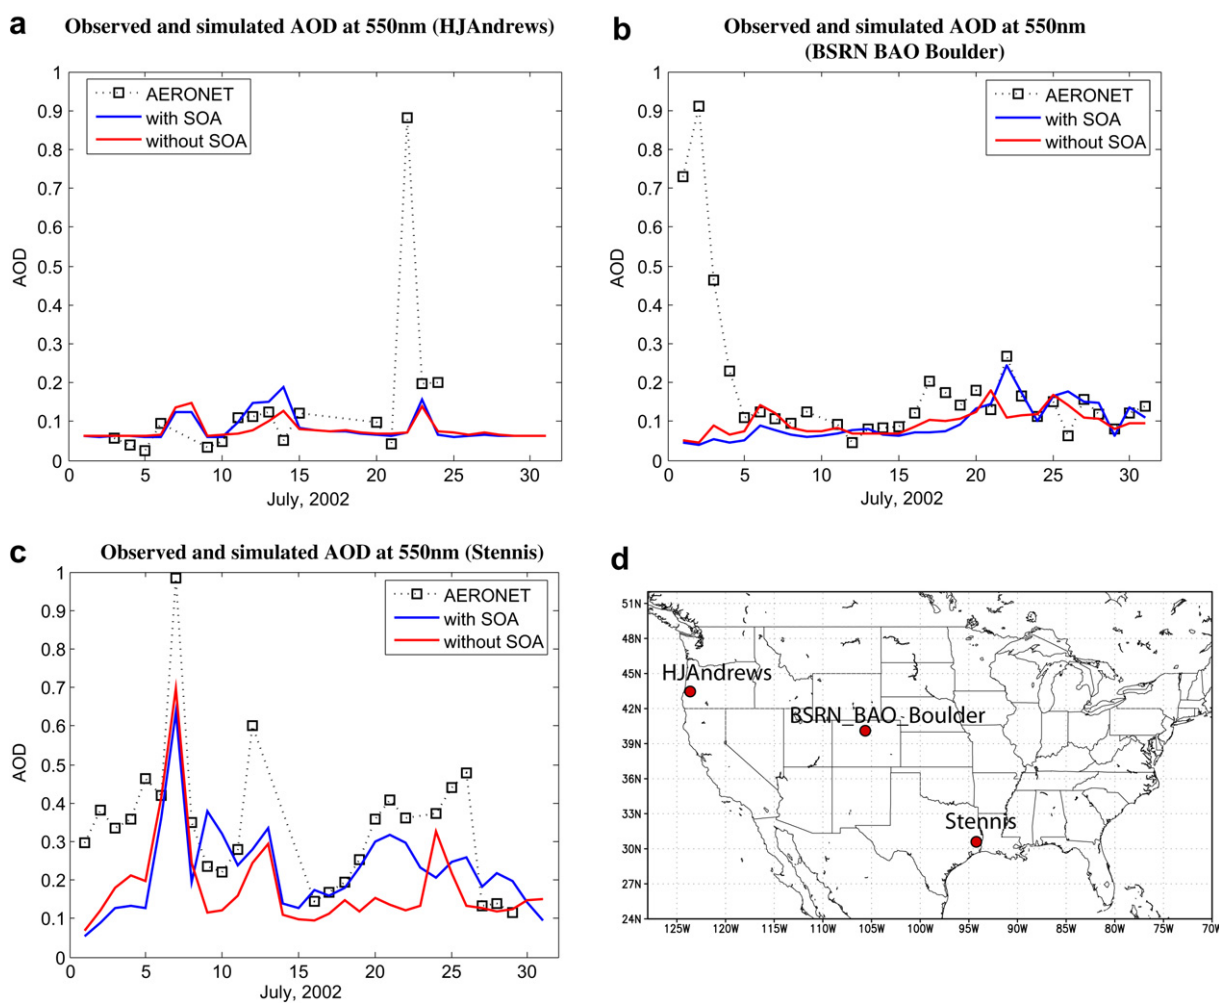 a
Observed and simulated AOD at 550nm (HJAndrews)
1
0.9
0.8
0.7
0.6
0.5
0.4
0.3
0.2
0.1
0
AOD
AERONET
with SOA
without SOA
0 5 10 15 20 25 30
July, 2002
b
Observed and simulated AOD at 550nm
(BSRN BAO Boulder)
1
0.9
0.8
0.7
0.6
0.5
0.4
0.3
0.2
0.1
0
AOD
AERONET
with SOA
without SOA
0 5 10 15 20 25 30
July, 2002
c
Observed and simulated AOD at 550nm (Stennis)
1
0.9
0.8
0.7
0.6
0.5
0.4
0.3
0.2
0.1
0
AOD
AERONET
with SOA
without SOA
0 5 10 15 20 25 30
July, 2002
d
51N
48N
45N
42N
39N
36N
33N
30N
27N
24N
HJAndrews
BSRN_BAO_Boulder
Stennis
125W 120W 115W 110W 105W 100W 95W 90W 85W 80W 75W 70W